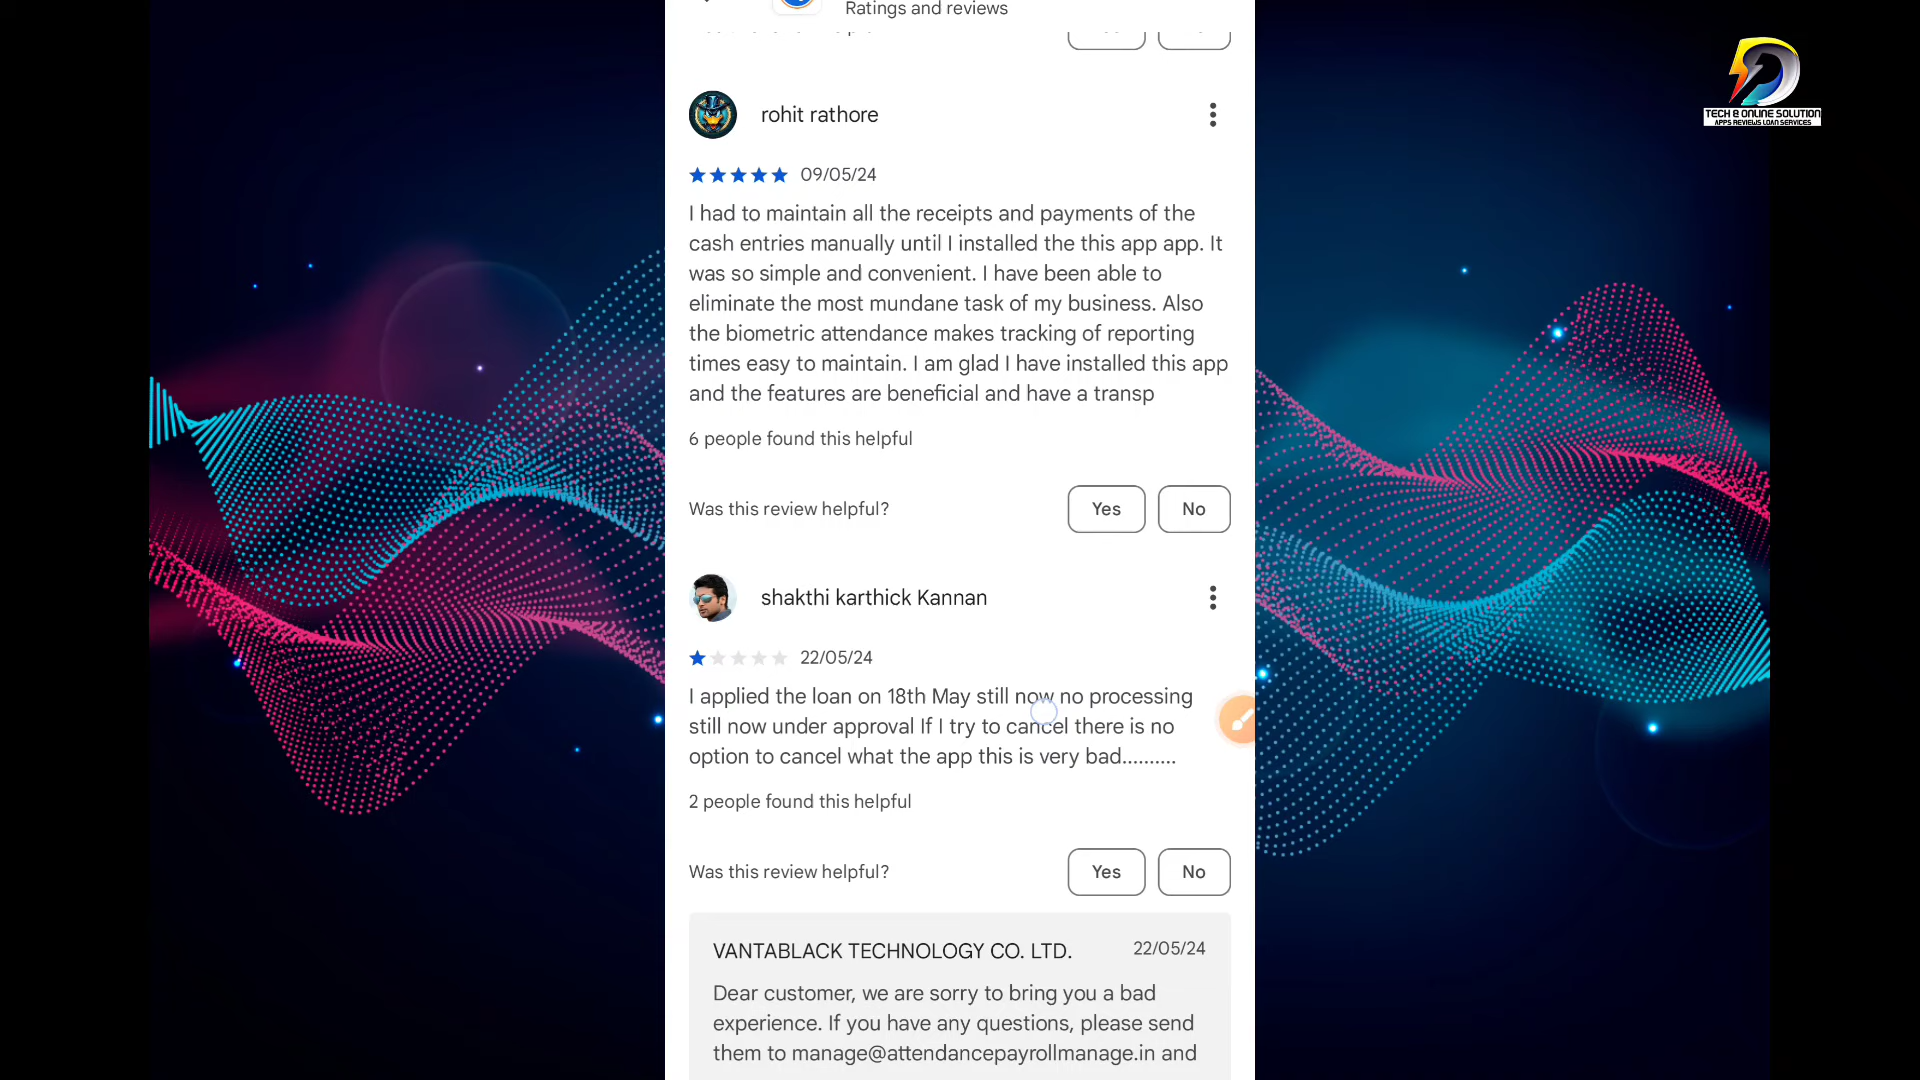 Ratings and reviews
rohit rathore
09/05/24
I had to maintain all the receipts and payments of the
cash entries manually until I installed the this app app. It
was so simple and convenient. I have been able to
eliminate the most mundane task of my business. Also
the biometric attendance makes tracking of reporting
times easy to maintain. I am glad I have installed this app
and the features are beneficial and have a transp
6 people found this helpful
Was this review helpful?
Yes
No
shakthi karthick Kannan
22/05/24
I applied the loan on 18th May still now no processing
still now under approval If I try to cancel there is no
option to cancel what the app this is very bad..........
2 people found this helpful
Was this review helpful?
Yes
No
VANTABLACK TECHNOLOGY CO. LTD.
22/05/24
Dear customer, we are sorry to bring you a bad
experience. If you have any questions, please send
them to manage@attendancepayrollmanage.in and
TECH & ONLINE SOLUTION
APPS REVIEWS LOAN SERVICES